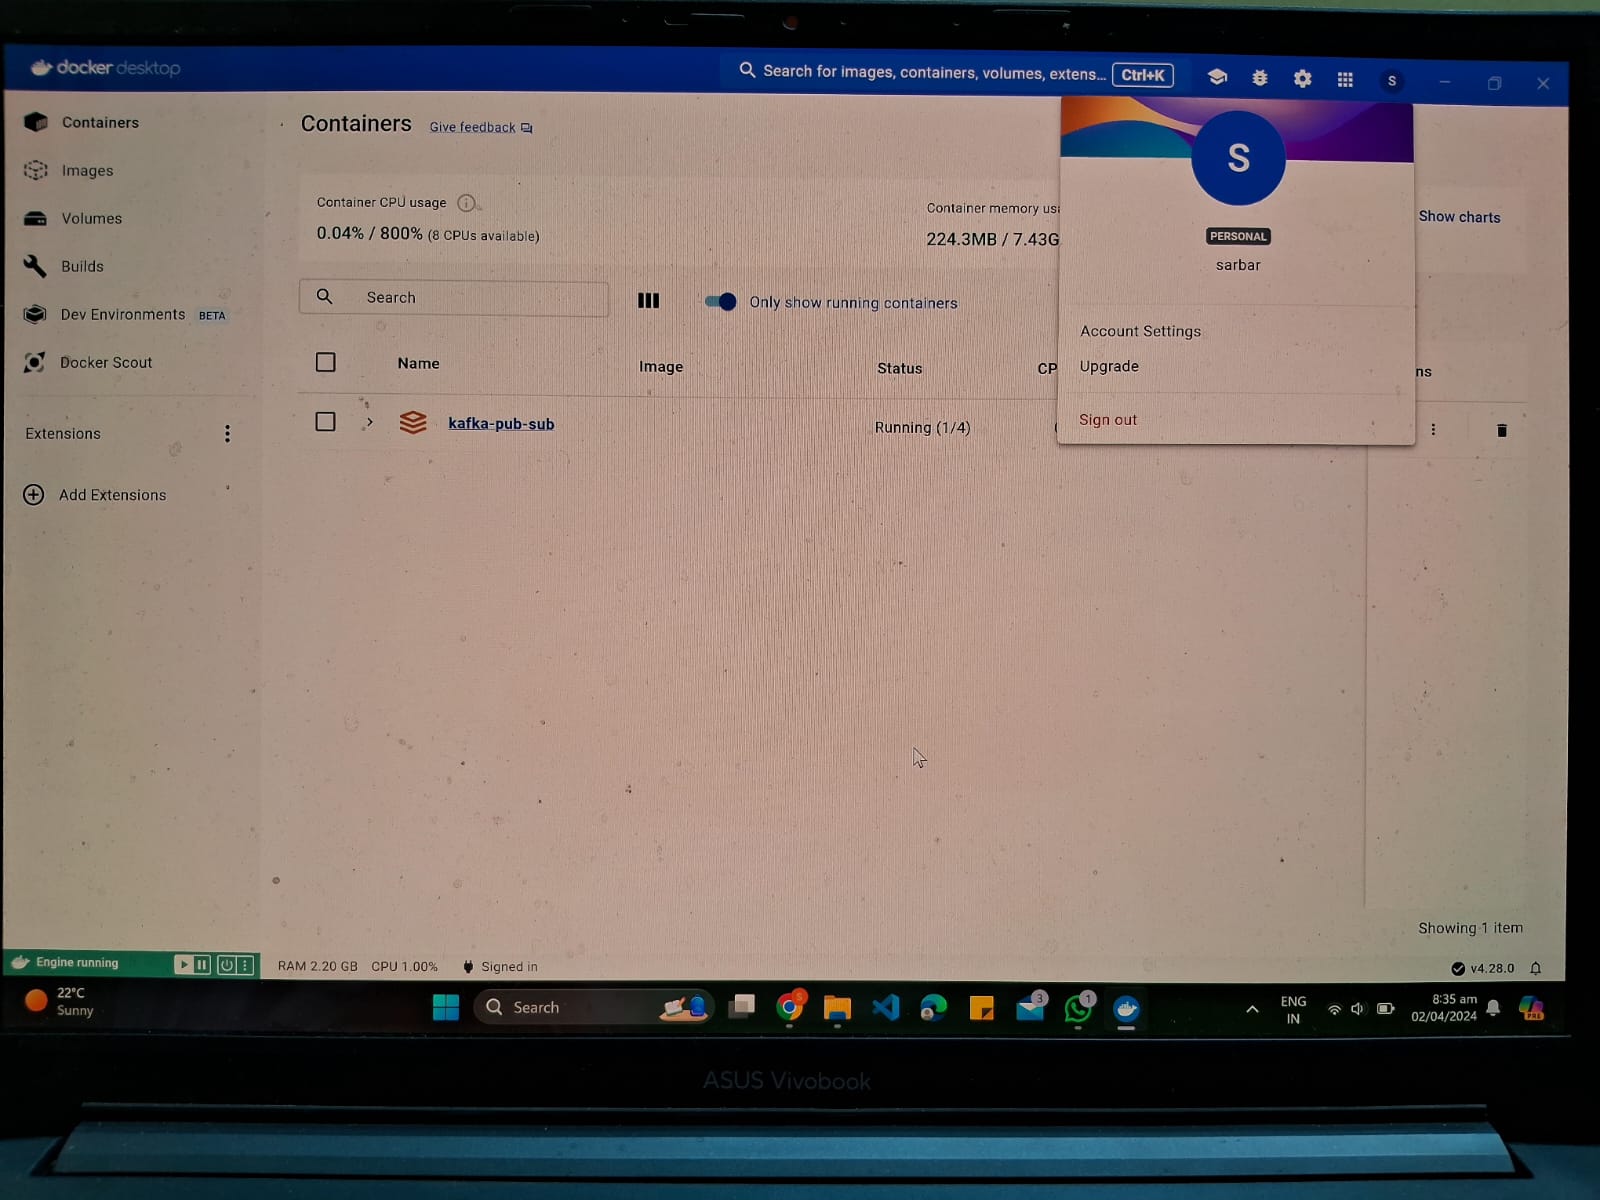 docker desktop
Search for images, containers, volumes, extens... Ctrl+K
S
Containers
Images
Volumes
Builds
Dev Environments BETA
Docker Scout
Extensions
Add Extensions
Containers Give feedback
Container CPU usage
0.04% / 800% (8 CPUs available)
Container memory us
224.3MB / 7.43G
Show charts
Search
Only show running containers
Name Image Status CP ns
kafka-pub-sub Running (1/4)
S
PERSONAL
sarbar
Account Settings
Upgrade
Sign out
Showing 1 item
Engine running RAM 2.20 GB CPU 1.00% Signed in v4.28.0
22°C
Sunny
Search
S
3
1
PRE
ENG
IN
8:35 am
02/04/2024
ASUS Vivobook